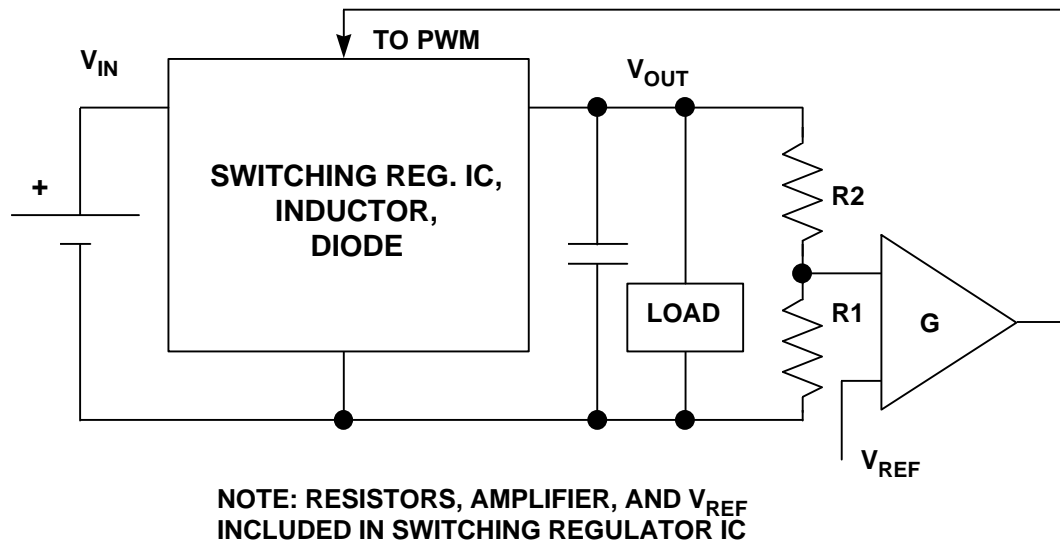 TO PWM
V_IN
V_OUT
+
SWITCHING REG. IC,
INDUCTOR,
DIODE
R2
LOAD
R1
G
V_REF
NOTE: RESISTORS, AMPLIFIER, AND V_REF
INCLUDED IN SWITCHING REGULATOR IC